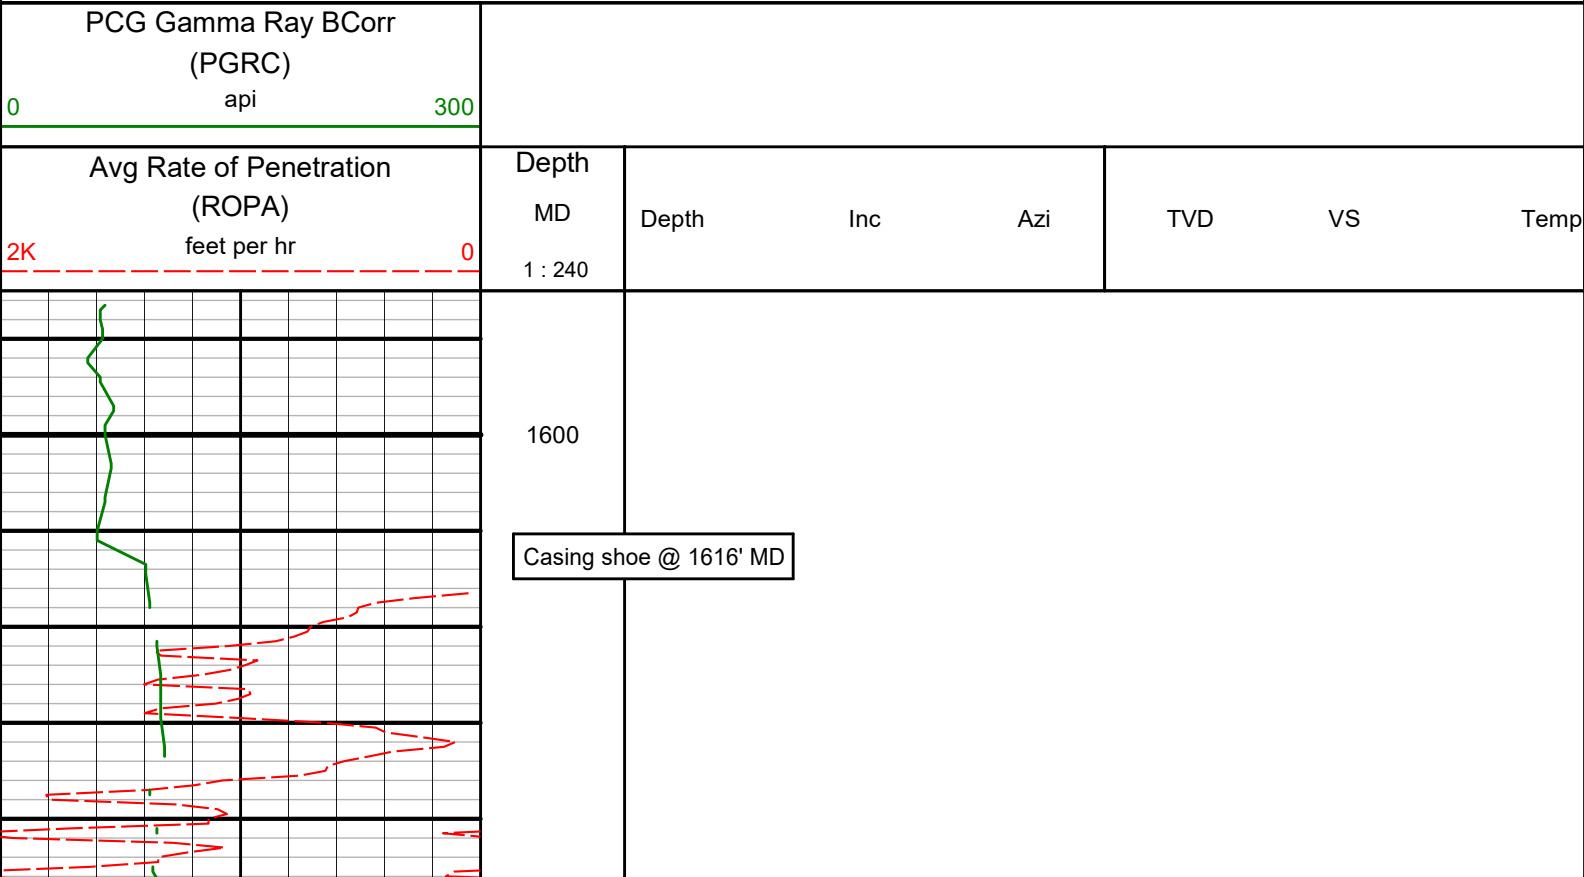 PCG Gamma Ray BCorr
(PGRC)
api
0 300
Avg Rate of Penetration
(ROPA)
feet per hr
2K 0
Depth
MD
1 : 240
Depth Inc Azi TVD VS Temp
1600
Casing shoe @ 1616' MD